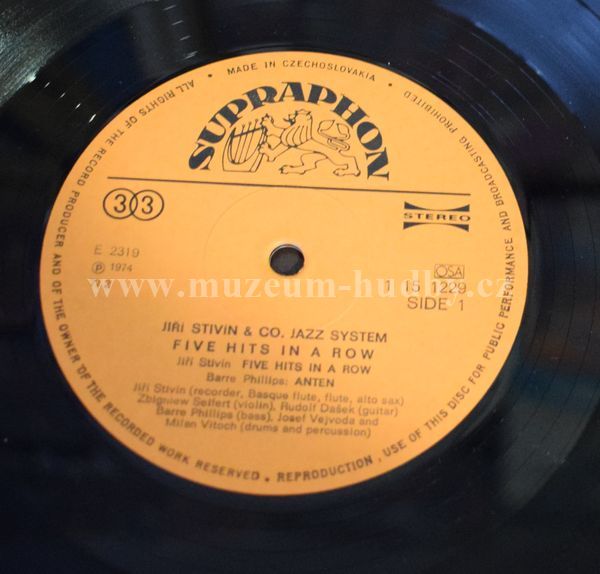 MADE IN CZECHOSLOVAKIA
ALL RIGHTS OF THE RECORD PRODUCER AND OF THE OWNER OF THE RECORDED WORK RESERVED. REPRODUCTION, USE OF THIS DISC FOR PUBLIC PERFORMANCE AND BROADCASTING PROHIBITED
SUPRAPHON
33
STEREO
E 2319
Ⓟ 1974
OSA
www.muzeum-hudby.cz
1 15 1229
SIDE 1
JIŘI STIVIN & CO. JAZZ SYSTEM
FIVE HITS IN A ROW
Jiří Stivín FIVE HITS IN A ROW
Barre Phillips: ANTEN
Jiří Stivín (recorder, Basque flute, flute, alto sax)
Zbigniew Seifert (violin), Rudolf Dašek (guitar)
Barre Phillips (bass), Josef Vejvoda and
Milan Vitoch (drums and percussion)